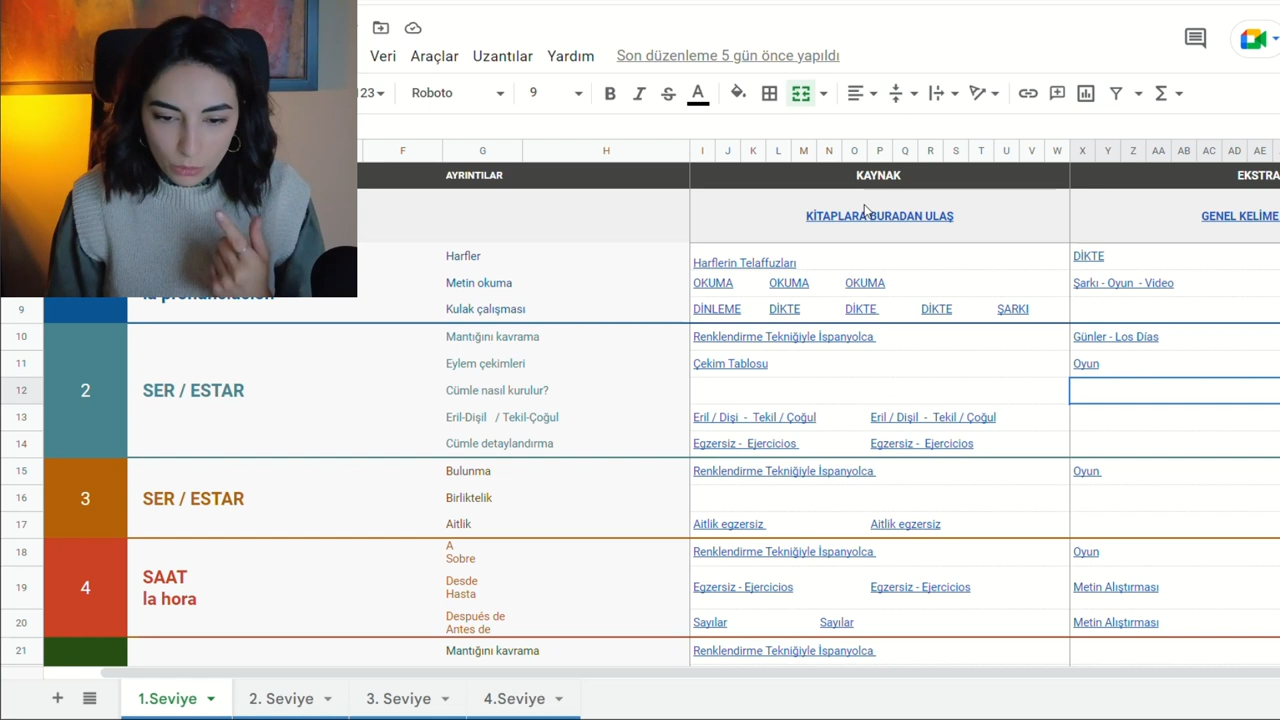 Veri Araçlar Uzantılar Yardım Son düzenleme 5 gün önce yapıldı
123 Roboto 9 B I S A
F G H I J K L M N O P Q R S T U V W X Y Z AA AB AC AD AE
AYRINTILAR KAYNAK EKSTRA
KİTAPLARA BURADAN ULAŞ GENEL KELİME
Harfler Harflerin Telaffuzları DİKTE
la pronunciación Metin okuma OKUMA OKUMA OKUMA Şarkı - Oyun - Video
9 Kulak çalışması DİNLEME DİKTE DİKTE DİKTE ŞARKI
10 Mantığını kavrama Renklendirme Tekniğiyle İspanyolca Günler - Los Días
11 Eylem çekimleri Çekim Tablosu Oyun
12 2 SER / ESTAR Cümle nasıl kurulur?
13 Eril-Dişil / Tekil-Çoğul Eril / Dişi - Tekil / Çoğul Eril / Dişil - Tekil / Çoğul
14 Cümle detaylandırma Egzersiz - Ejercicios Egzersiz - Ejercicios
15 Bulunma Renklendirme Tekniğiyle İspanyolca Oyun
16 3 SER / ESTAR Birliktelik
17 Aitlik Aitlik egzersiz Aitlik egzersiz
18 A Renklendirme Tekniğiyle İspanyolca Oyun
Sobre
19 4 SAAT Desde Egzersiz - Ejercicios Egzersiz - Ejercicios Metin Alıştırması
la hora Hasta
20 Después de Sayılar Sayılar Metin Alıştırması
Antes de
21 Mantığını kavrama Renklendirme Tekniğiyle İspanyolca
1.Seviye 2. Seviye 3. Seviye 4.Seviye